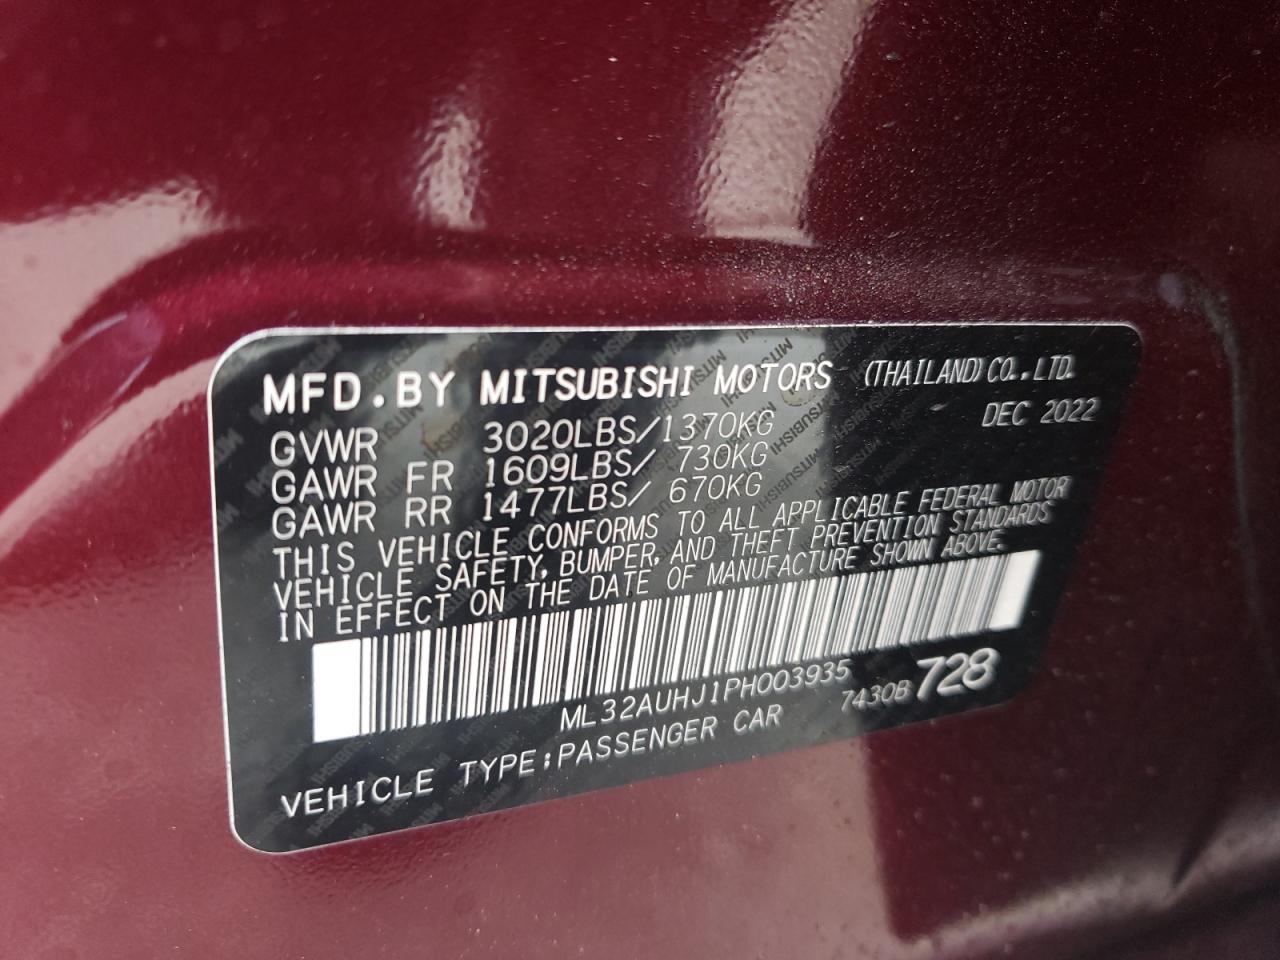 MFD.BY MITSUBISHI MOTORS (THAILAND)CO.,LTD.
DEC 2022
GVWR 3020LBS/1370KG
GAWR FR 1609LBS/ 730KG
GAWR RR 1477LBS/ 670KG
THIS VEHICLE CONFORMS TO ALL APPLICABLE FEDERAL MOTOR
VEHICLE SAFETY, BUMPER, AND THEFT PREVENTION STANDARDS
IN EFFECT ON THE DATE OF MANUFACTURE SHOWN ABOVE.
ML32AUHJ1PH003935
7430B728
VEHICLE TYPE:PASSENGER CAR